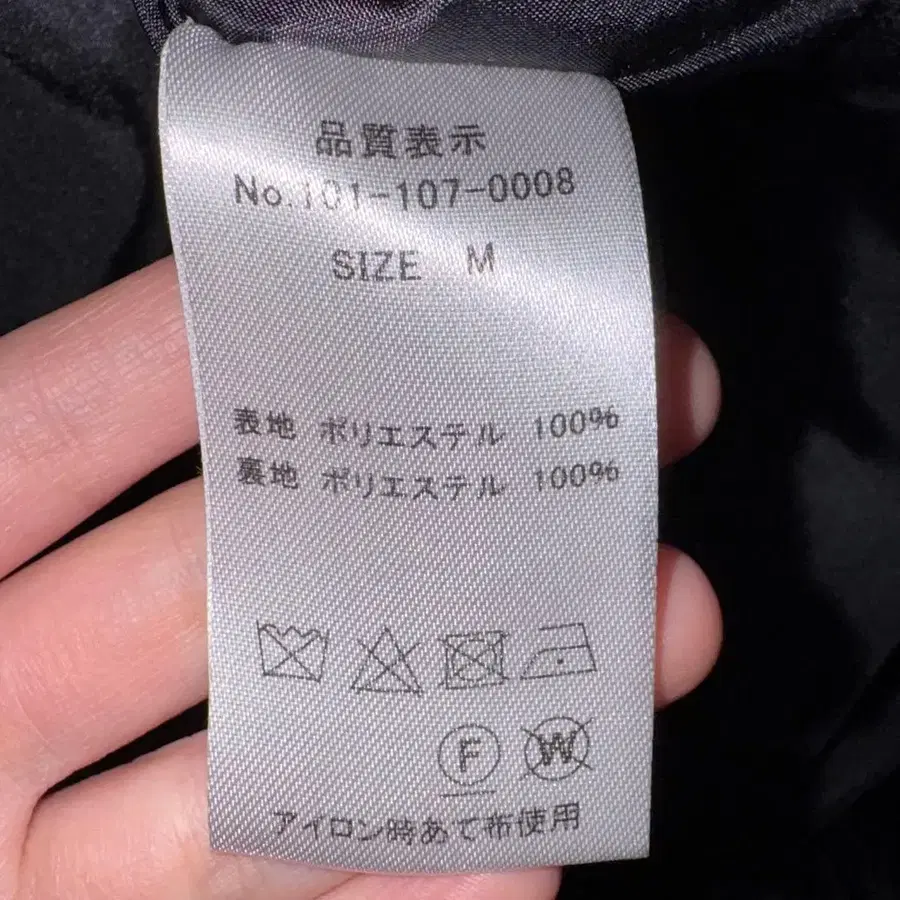 品質表示
No.101-107-0008
SIZE M
表地 ポリエステル 100%
裏地 ポリエステル 100%
F W
アイロン時あて布使用